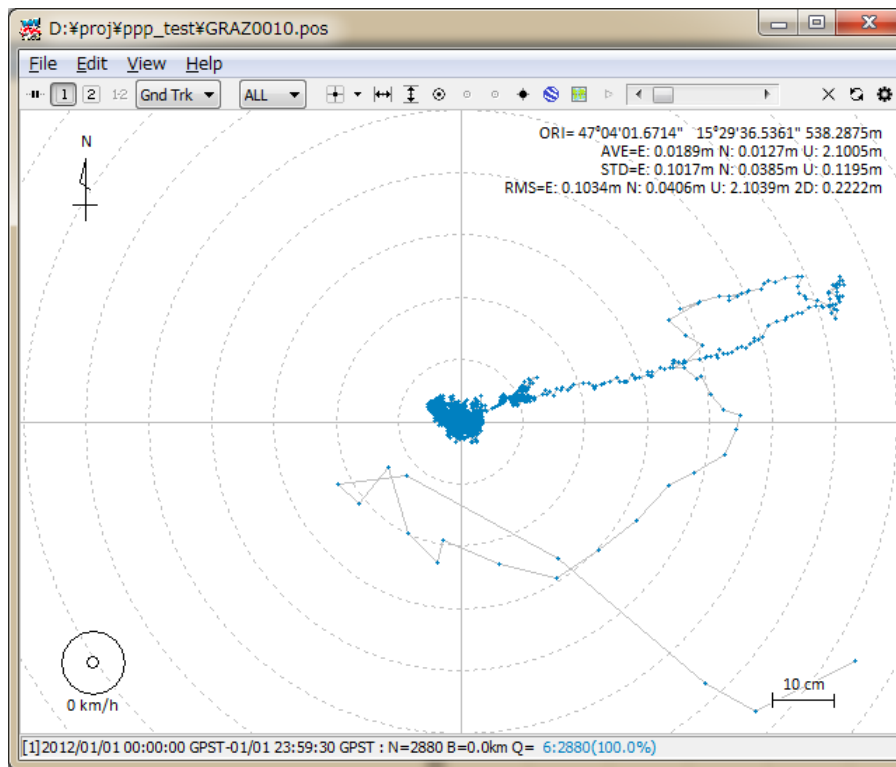 D:¥proj¥ppp_test¥GRAZ0010.pos
File Edit View Help
1 2 1-2 Gnd Trk ALL
ORI= 47°04'01.6714" 15°29'36.5361" 538.2875m
AVE=E: 0.0189m N: 0.0127m U: 2.1005m
STD=E: 0.1017m N: 0.0385m U: 0.1195m
RMS=E: 0.1034m N: 0.0406m U: 2.1039m 2D: 0.2222m
N
10 cm
0 km/h
[1]2012/01/01 00:00:00 GPST-01/01 23:59:30 GPST : N=2880 B=0.0km Q= 6:2880(100.0%)